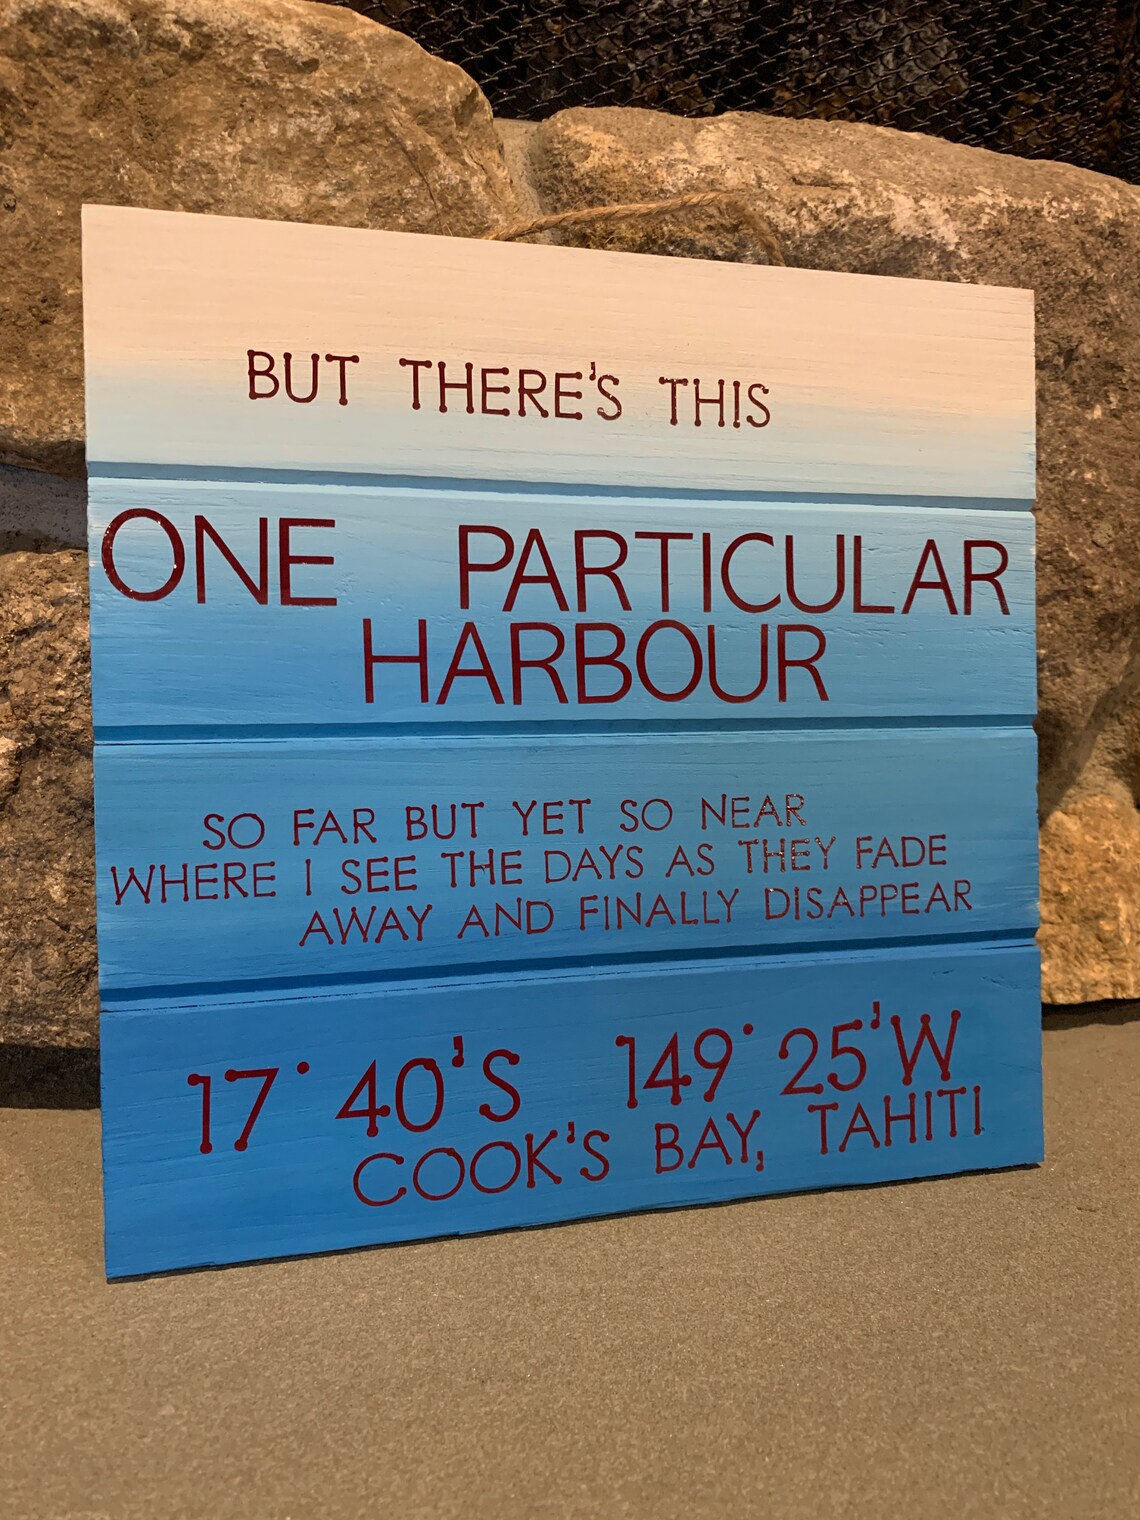 BUT THERE'S THIS
ONE PARTICULAR
HARBOUR
SO FAR BUT YET SO NEAR
WHERE I SEE THE DAYS AS THEY FADE
AWAY AND FINALLY DISAPPEAR
17° 40'S 149° 25'W
COOK'S BAY, TAHITI